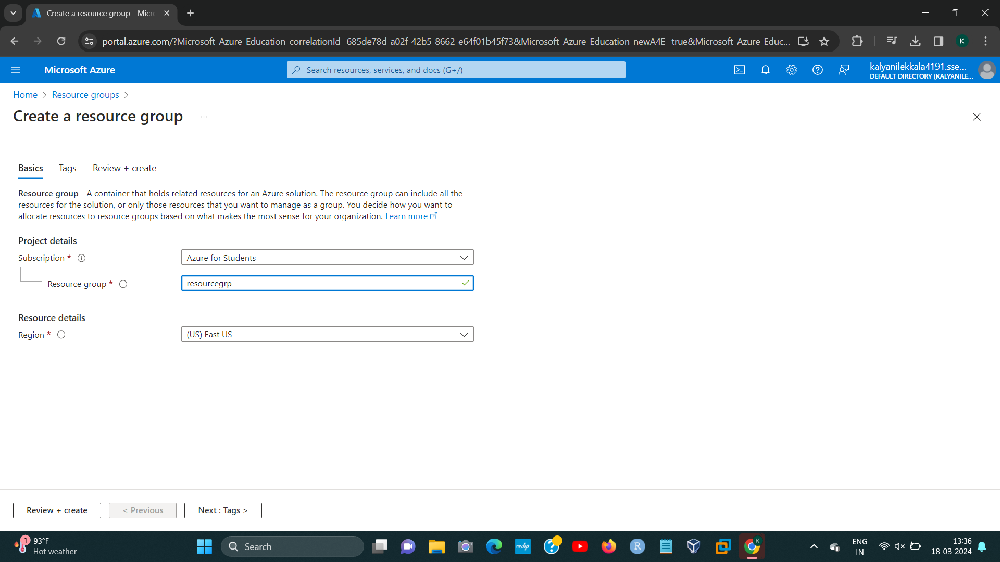 Create a resource group - Micro
portal.azure.com/?Microsoft_Azure_Education_correlationId=685de78d-a02f-42b5-8662-e64f01b45f73&Microsoft_Azure_Education_newA4E=true&Microsoft_Azure_Educ...
K
Microsoft Azure
Search resources, services, and docs (G+/)
kalyanilekkala4191.sse...
DEFAULT DIRECTORY (KALYANILE...
Home > Resource groups >
Create a resource group ...
Basics Tags Review + create
Resource group - A container that holds related resources for an Azure solution. The resource group can include all the
resources for the solution, or only those resources that you want to manage as a group. You decide how you want to
allocate resources to resource groups based on what makes the most sense for your organization. Learn more
Project details
Subscription * Azure for Students
Resource group * resourcegrp
Resource details
Region * (US) East US
Review + create < Previous Next : Tags >
1 93°F
Hot weather
Search
myhp
R
K
ENG
IN
13:36
18-03-2024